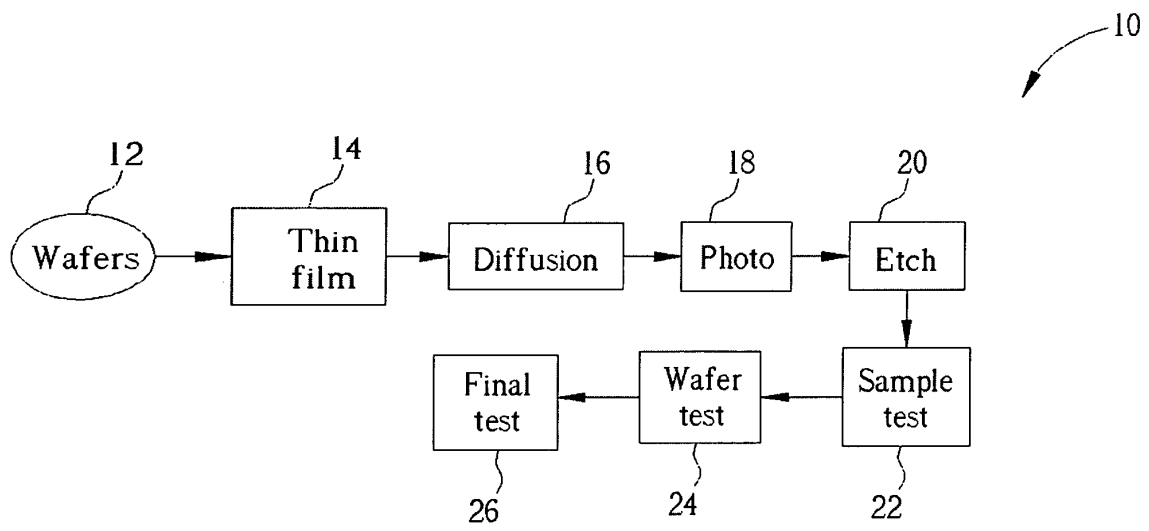 10
12
14
16
18
20
Wafers
Thin
film
Diffusion
Photo
Etch
Final
test
Wafer
test
Sample
test
26
24
22